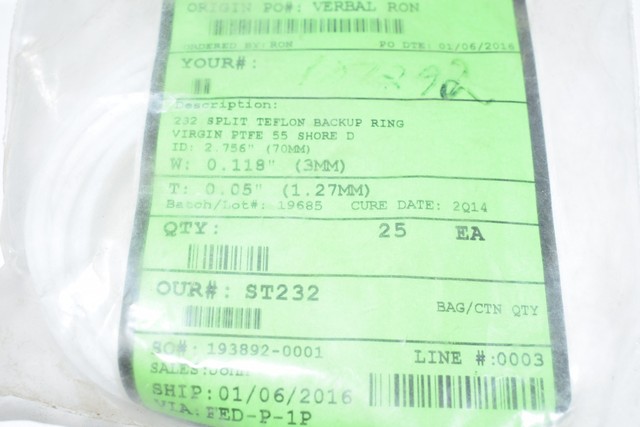 ORIGIN PO#: VERBAL RON
ORDERED BY: RON PO DTE: 01/06/2016
YOUR#:
Description:
232 SPLIT TEFLON BACKUP RING
VIRGIN PTFE 55 SHORE D
ID: 2.756" (70MM)
W: 0.118" (3MM)
T: 0.05" (1.27MM)
Batch/Lot#: 19685 CURE DATE: 2Q14
QTY: 25 EA
OUR#: ST232
BAG/CTN QTY
SO#: 193892-0001 LINE #:0003
SALES:JOHN
SHIP:01/06/2016
VIA:FED-P-1P